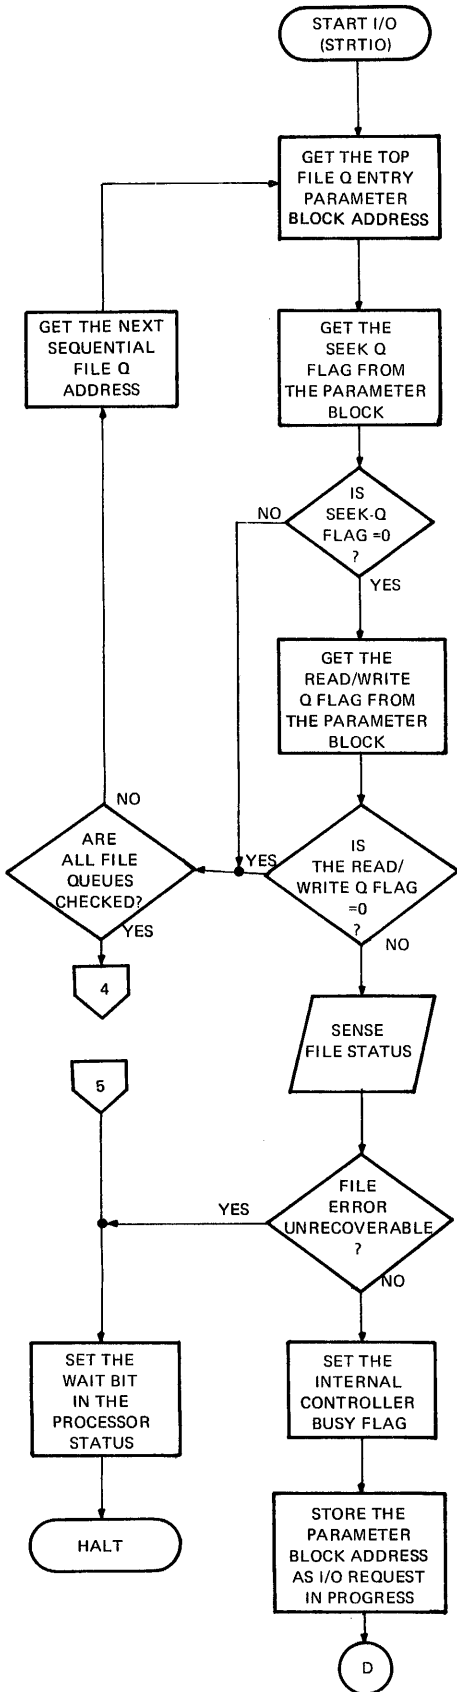 START I/O
(STRTIO)
GET THE TOP
FILE Q ENTRY
PARAMETER
BLOCK ADDRESS
GET THE NEXT
SEQUENTIAL
FILE Q
ADDRESS
GET THE
SEEK Q
FLAG FROM
THE PARAMETER
BLOCK
IS
SEEK-Q
FLAG =0
?
NO
YES
GET THE
READ/WRITE
Q FLAG FROM
THE PARAMETER
BLOCK
NO
ARE
ALL FILE
QUEUES
CHECKED?
YES
YES
IS
THE READ/
WRITE Q FLAG
=0
?
NO
4
SENSE
FILE STATUS
5
FILE
ERROR
UNRECOVERABLE
?
YES
NO
SET THE
WAIT BIT
IN THE
PROCESSOR
STATUS
SET THE
INTERNAL
CONTROLLER
BUSY FLAG
HALT
STORE THE
PARAMETER
BLOCK ADDRESS
AS I/O REQUEST
IN PROGRESS
D